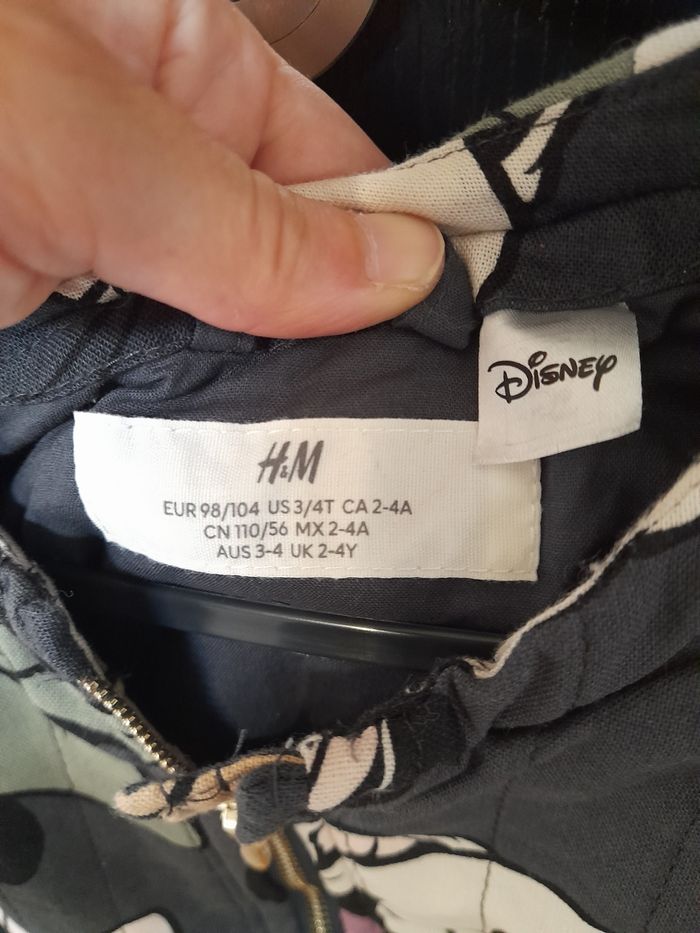 Disney
H&M
EUR 98/104 US 3/4T CA 2-4A
CN 110/56 MX 2-4A
AUS 3-4 UK 2-4Y